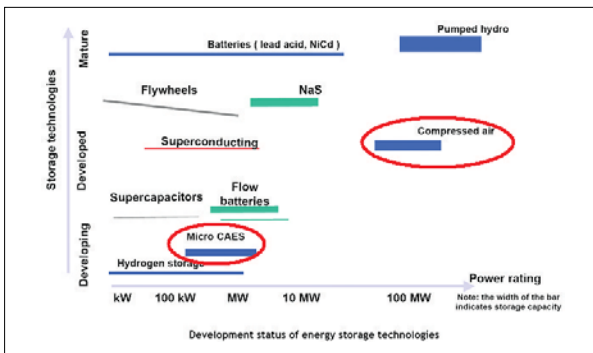 Mature
Developed
Developing
Storage technologies
Batteries ( lead acid, NiCd )
Pumped hydro
Flywheels
NaS
Compressed air
Superconducting
Supercapacitors
Flow
batteries
Micro CAES
Hydrogen storage
Power rating
kW
100 kW
MW
10 MW
100 MW
Note: the width of the bar
indicates storage capacity
Development status of energy storage technologies